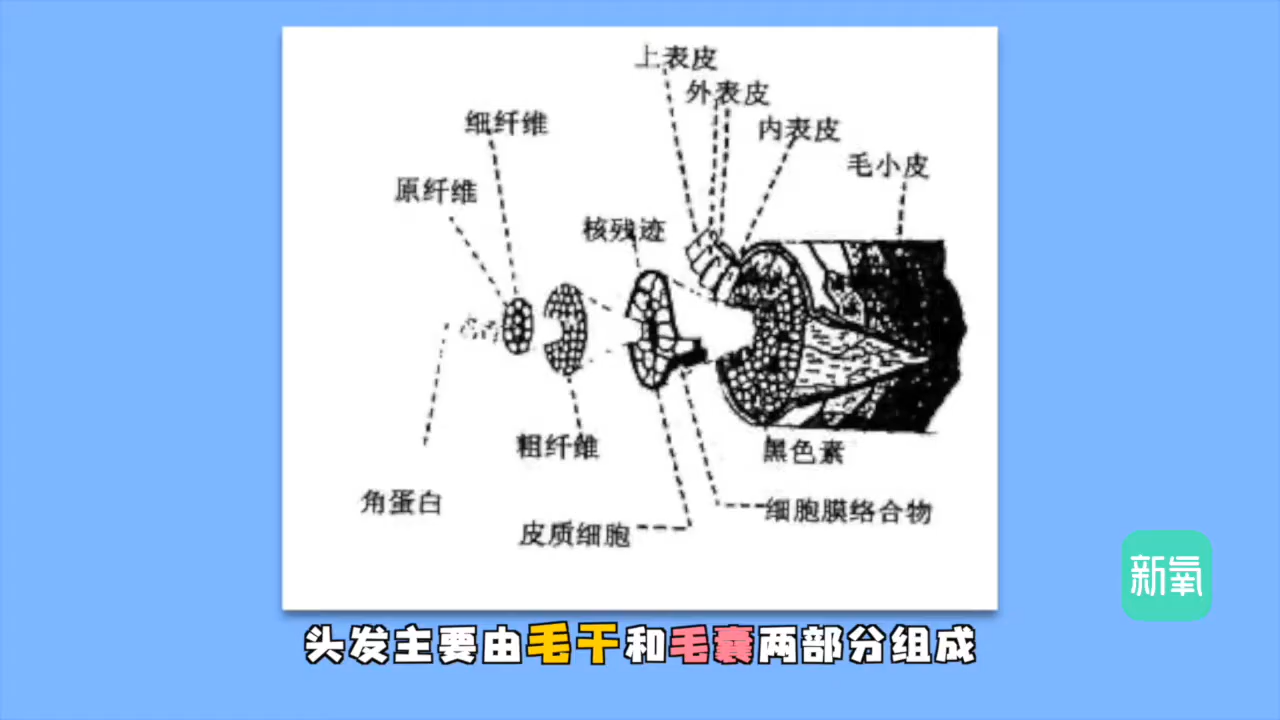 上表皮
外表皮
细纤维
内表皮
毛小皮
原纤维
核残迹
粗纤维
黑色素
角蛋白
细胞膜络合物
皮质细胞
新氧
头发主要由毛干和毛囊两部分组成